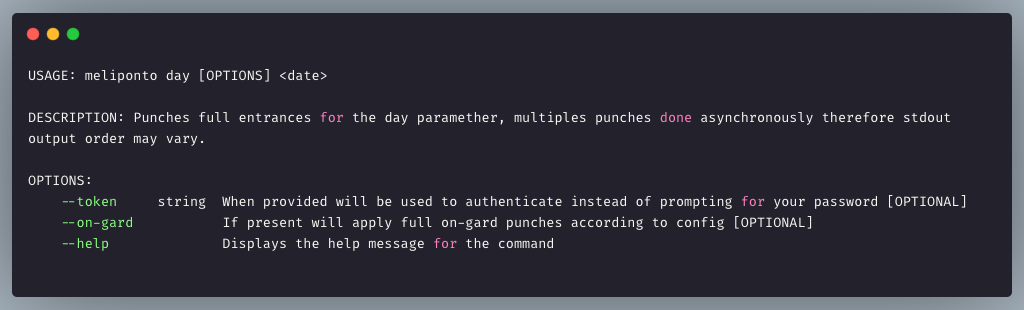 USAGE: meliponto day [OPTIONS] <date>
DESCRIPTION: Punches full entrances for the day paramether, multiples punches done asynchronously therefore stdout
output order may vary.
OPTIONS:
--token string When provided will be used to authenticate instead of prompting for your password [OPTIONAL]
--on-gard If present will apply full on-gard punches according to config [OPTIONAL]
--help Displays the help message for the command